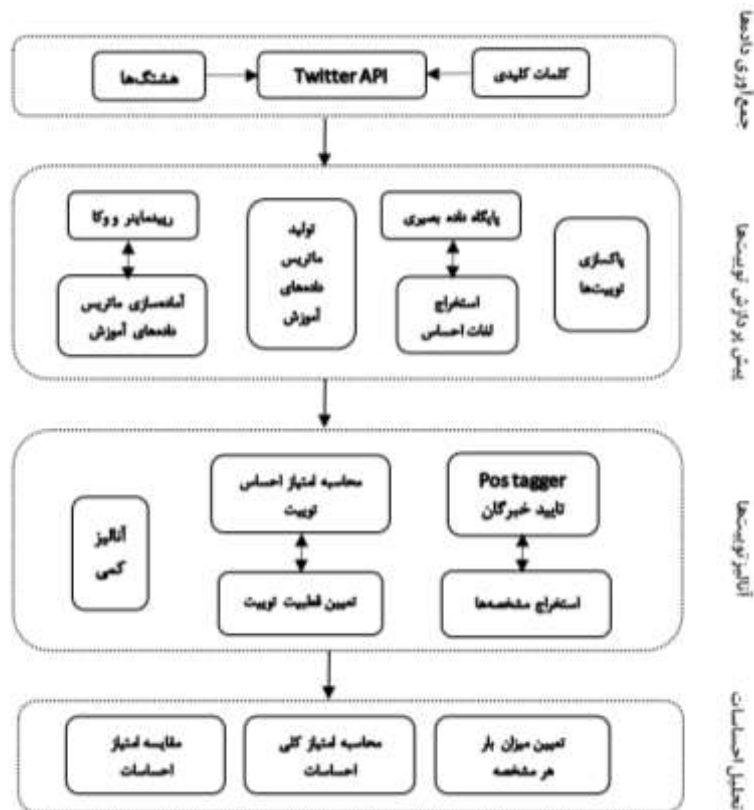 جمع‌آوری داده‌ها
کلمات کلیدی
Twitter API
هشتگ‌ها
پیش پردازش توییت‌ها
پاکسازی
توییت‌ها
پایگاه داده بصیری
استخراج
لغات احساس
تولید
ماتریس
داده‌های
آموزش
رپیدماینر و وکا
آماده‌سازی ماتریس
داده‌های آموزش
آنالیز توییت‌ها
Pos tagger
تایید خبرگان
استخراج مشخصه‌ها
محاسبه امتیاز احساس
توییت
تعیین قطبیت توییت
آنالیز
کمی
تحلیل احساسات
تعیین میزان بار
هر مشخصه
محاسبه امتیاز کلی
احساسات
مقایسه امتیاز
احساسات